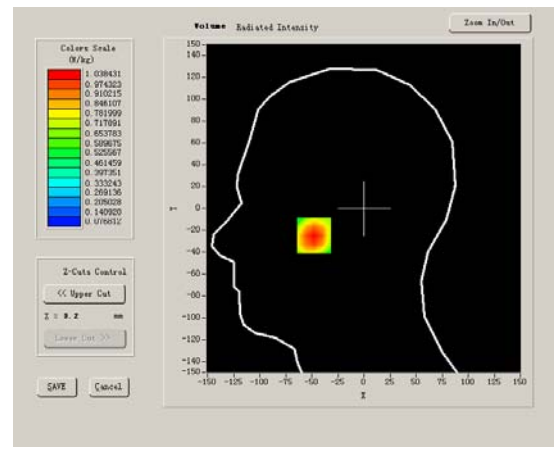 Volume Radiated Intensity
Zoom In/Out
Colors Scale
(W/kg)
1.038431
0.974323
0.910215
0.846107
0.781999
0.717891
0.653783
0.589675
0.525567
0.461459
0.397351
0.333243
0.269136
0.205028
0.140920
0.076812
Z-Cuts Control
<< Upper Cut
Z = 9.2 mm
Lower Cut >>
SAVE
Cancel
150
140
100
80
60
40
20
0
-20
-40
-60
-80
-100
-120
-140
-150
Y
-150 -125 -100 -75 -50 -25 0 25 50 75 100 125 150
X